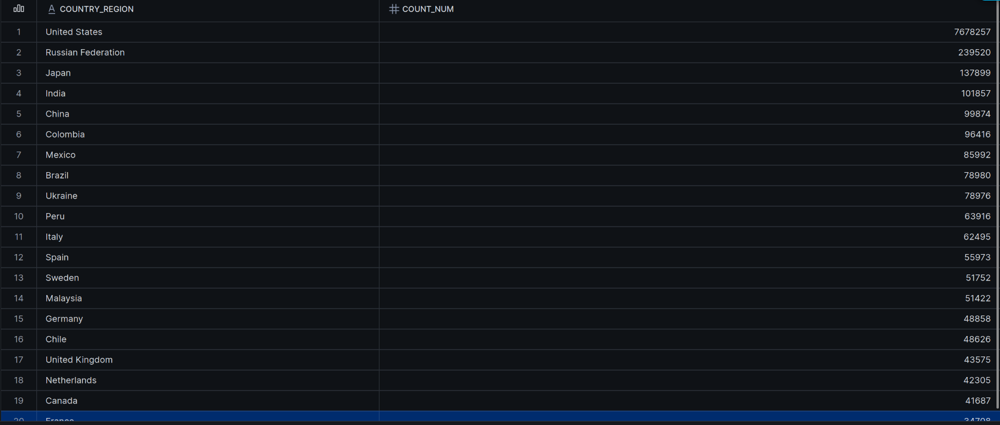 COUNTRY_REGION COUNT_NUM
1 United States 7678257
2 Russian Federation 239520
3 Japan 137899
4 India 101857
5 China 99874
6 Colombia 96416
7 Mexico 85992
8 Brazil 78980
9 Ukraine 78976
10 Peru 63916
11 Italy 62495
12 Spain 55973
13 Sweden 51752
14 Malaysia 51422
15 Germany 48858
16 Chile 48626
17 United Kingdom 43575
18 Netherlands 42305
19 Canada 41687
20 France